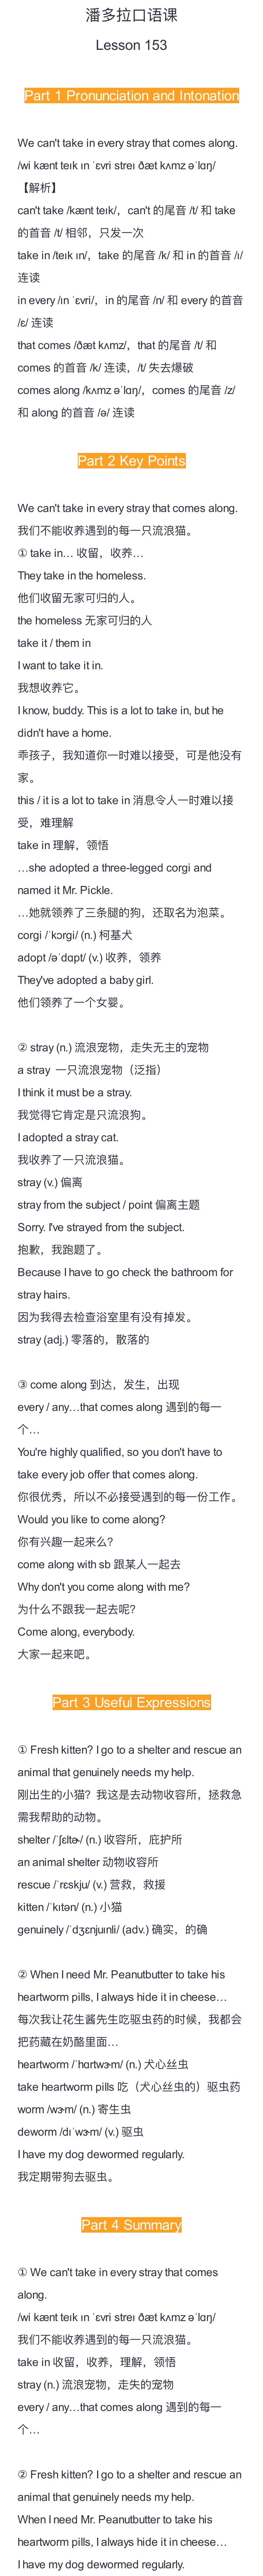 潘多拉口语课
Lesson 153
Part 1 Pronunciation and Intonation
We can't take in every stray that comes along.
/wi kænt teɪk ɪn ˈɛvri streɪ ðæt kʌmz əˈlɑŋ/
【解析】
can't take /kænt teɪk/，can't 的尾音 /t/ 和 take
的首音 /t/ 相邻，只发一次
take in /teɪk ɪn/，take 的尾音 /k/ 和 in 的首音 /ɪ/
连读
in every /ɪn ˈɛvri/，in 的尾音 /n/ 和 every 的首音
/ɛ/ 连读
that comes /ðæt kʌmz/，that 的尾音 /t/ 和
comes 的首音 /k/ 连读，/t/ 失去爆破
comes along /kʌmz əˈlɑŋ/，comes 的尾音 /z/
和 along 的首音 /ə/ 连读
Part 2 Key Points
We can't take in every stray that comes along.
我们不能收养遇到的每一只流浪猫。
① take in… 收留，收养…
They take in the homeless.
他们收留无家可归的人。
the homeless 无家可归的人
take it / them in
I want to take it in.
我想收养它。
I know, buddy. This is a lot to take in, but he
didn't have a home.
乖孩子，我知道你一时难以接受，可是他没有
家。
this / it is a lot to take in 消息令人一时难以接
受，难理解
take in 理解，领悟
…she adopted a three-legged corgi and
named it Mr. Pickle.
…她就领养了三条腿的狗，还取名为泡菜。
corgi /ˈkɔrgi/ (n.) 柯基犬
adopt /əˈdɑpt/ (v.) 收养，领养
They've adopted a baby girl.
他们领养了一个女婴。
② stray (n.) 流浪宠物，走失无主的宠物
a stray 一只流浪宠物（泛指）
I think it must be a stray.
我觉得它肯定是只流浪狗。
I adopted a stray cat.
我收养了一只流浪猫。
stray (v.) 偏离
stray from the subject / point 偏离主题
Sorry. I've strayed from the subject.
抱歉，我跑题了。
Because I have to go check the bathroom for
stray hairs.
因为我得去检查浴室里有没有掉发。
stray (adj.) 零落的，散落的
③ come along 到达，发生，出现
every / any…that comes along 遇到的每一
个…
You're highly qualified, so you don't have to
take every job offer that comes along.
你很优秀，所以不必接受遇到的每一份工作。
Would you like to come along?
你有兴趣一起来么？
come along with sb 跟某人一起去
Why don't you come along with me?
为什么不跟我一起去呢？
Come along, everybody.
大家一起来吧。
Part 3 Useful Expressions
① Fresh kitten? I go to a shelter and rescue an
animal that genuinely needs my help.
刚出生的小猫？我这是去动物收容所，拯救急
需我帮助的动物。
shelter /ˈʃɛltɚ/ (n.) 收容所，庇护所
an animal shelter 动物收容所
rescue /ˈrɛskju/ (v.) 营救，救援
kitten /ˈkɪtən/ (n.) 小猫
genuinely /ˈdʒɛnjuɪnli/ (adv.) 确实，的确
② When I need Mr. Peanutbutter to take his
heartworm pills, I always hide it in cheese…
每次我让花生酱先生吃驱虫药的时候，我都会
把药藏在奶酪里面…
heartworm /ˈhɑrtwɝm/ (n.) 犬心丝虫
take heartworm pills 吃（犬心丝虫的）驱虫药
worm /wɝm/ (n.) 寄生虫
deworm /dɪˈwɝm/ (v.) 驱虫
I have my dog dewormed regularly.
我定期带狗去驱虫。
Part 4 Summary
① We can't take in every stray that comes
along.
/wi kænt teɪk ɪn ˈɛvri streɪ ðæt kʌmz əˈlɑŋ/
我们不能收养遇到的每一只流浪猫。
take in 收留，收养，理解，领悟
stray (n.) 流浪宠物，走失的宠物
every / any…that comes along 遇到的每一
个…
② Fresh kitten? I go to a shelter and rescue an
animal that genuinely needs my help.
When I need Mr. Peanutbutter to take his
heartworm pills, I always hide it in cheese…
I have my dog dewormed regularly.